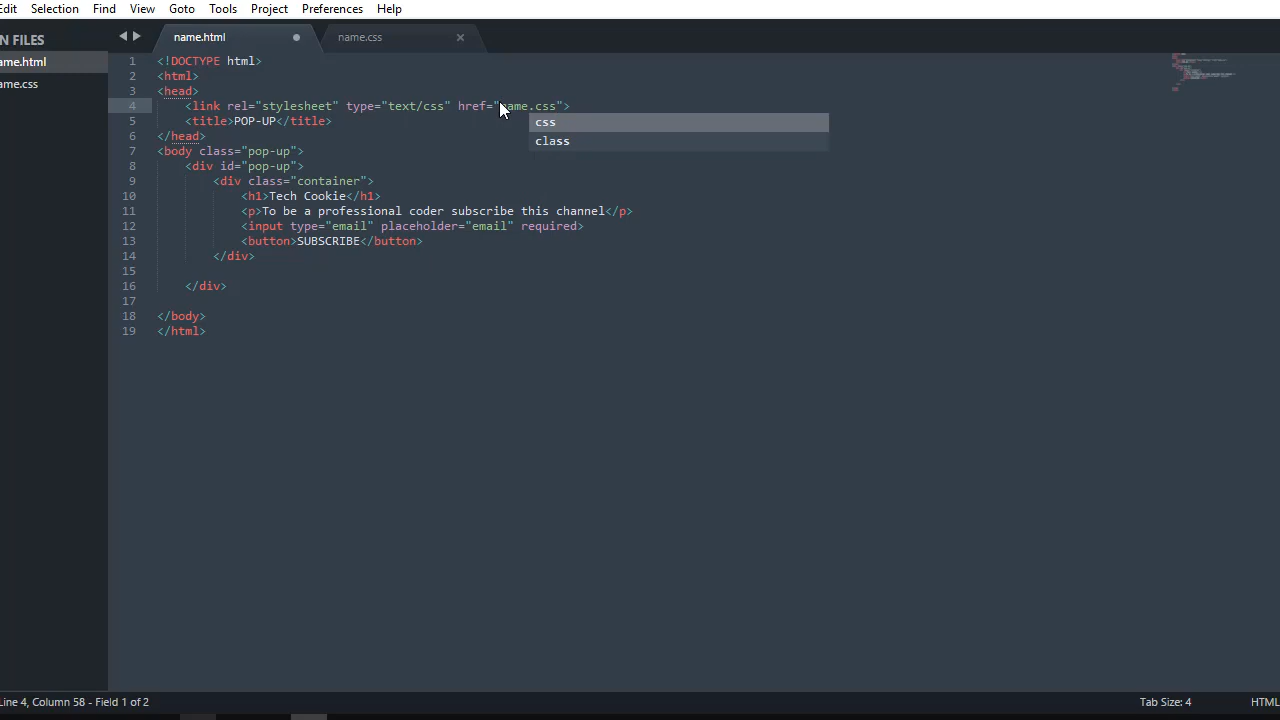 Edit Selection Find View Goto Tools Project Preferences Help
N FILES
name.html name.css
ame.html
ame.css
1 <!DOCTYPE html>
2 <html>
3 <head>
4 <link rel="stylesheet" type="text/css" href="name.css">
5 <title>POP-UP</title>
6 </head>
7 <body class="pop-up">
8 <div id="pop-up">
9 <div class="container">
10 <h1>Tech Cookie</h1>
11 <p>To be a professional coder subscribe this channel</p>
12 <input type="email" placeholder="email" required>
13 <button>SUBSCRIBE</button>
14 </div>
15
16 </div>
17
18 </body>
19 </html>
css
class
Line 4, Column 58 - Field 1 of 2 Tab Size: 4 HTML